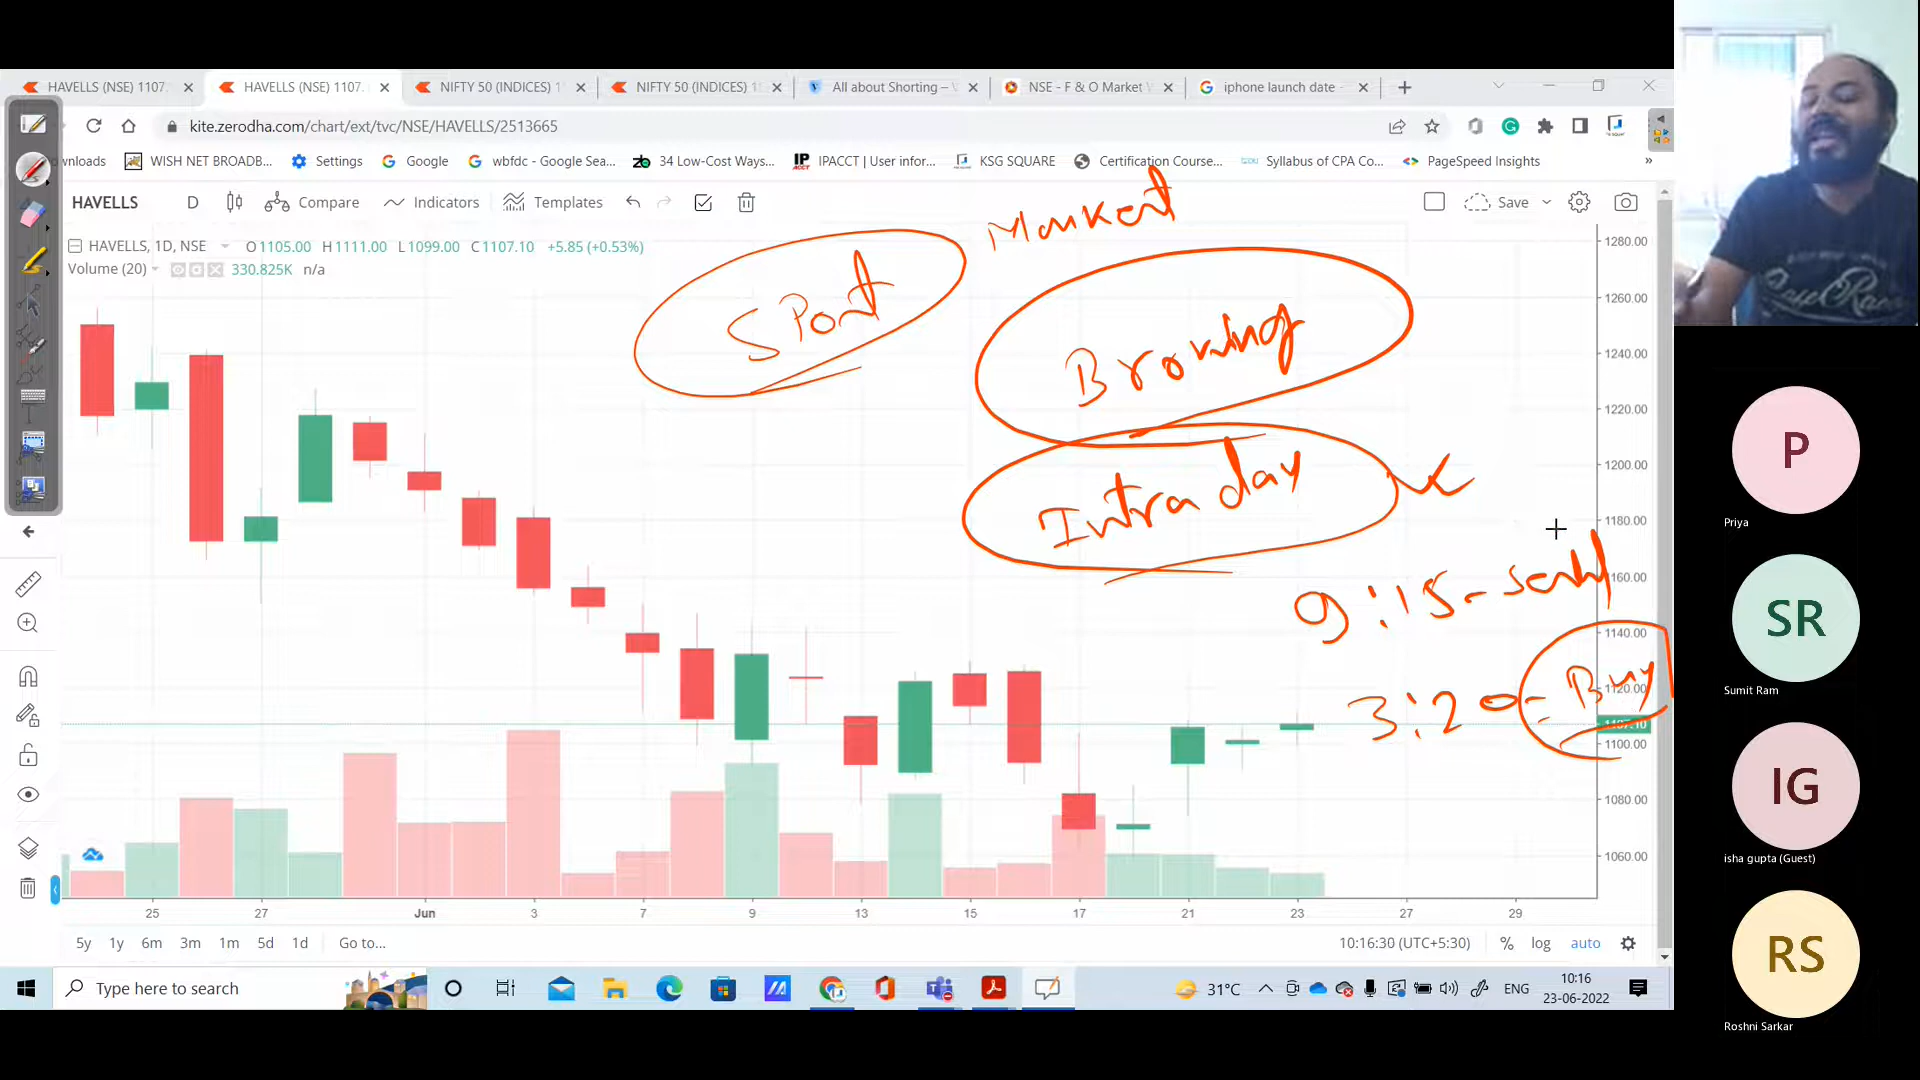 HAVELLS (NSE) 1107.
HAVELLS (NSE) 1107.
NIFTY 50 (INDICES)
NIFTY 50 (INDICES)
All about Shorting –
NSE - F & O Market
iphone launch date -
kite.zerodha.com/chart/ext/tvc/NSE/HAVELLS/2513665
wnloads
WISH NET BROADB...
Settings
Google
wbfdc - Google Sea...
34 Low-Cost Ways...
IPACCT | User infor...
KSG SQUARE
Certification Course...
Syllabus of CPA Co...
PageSpeed Insights
»
HAVELLS
D
Compare
Indicators
Templates
Save
Market
HAVELLS, 1D, NSE
O1105.00 H1111.00 L1099.00 C1107.10 +5.85 (+0.53%)
Volume (20)
330.825K n/a
Spot
Broking
Intraday
9:15-
3:20- Buy
1280.00
1260.00
1240.00
1220.00
1200.00
1180.00
1160.00
1140.00
1120.00
1107.10
1100.00
1080.00
1060.00
25 27 Jun 3 7 9 13 15 17 21 23 27 29
5y 1y 6m 3m 1m 5d 1d Go to...
10:16:30 (UTC+5:30) % log auto
Type here to search
31°C
ENG
10:16
23-06-2022
P
Priya
SR
Sumit Ram
IG
isha gupta (Guest)
RS
Roshni Sarkar